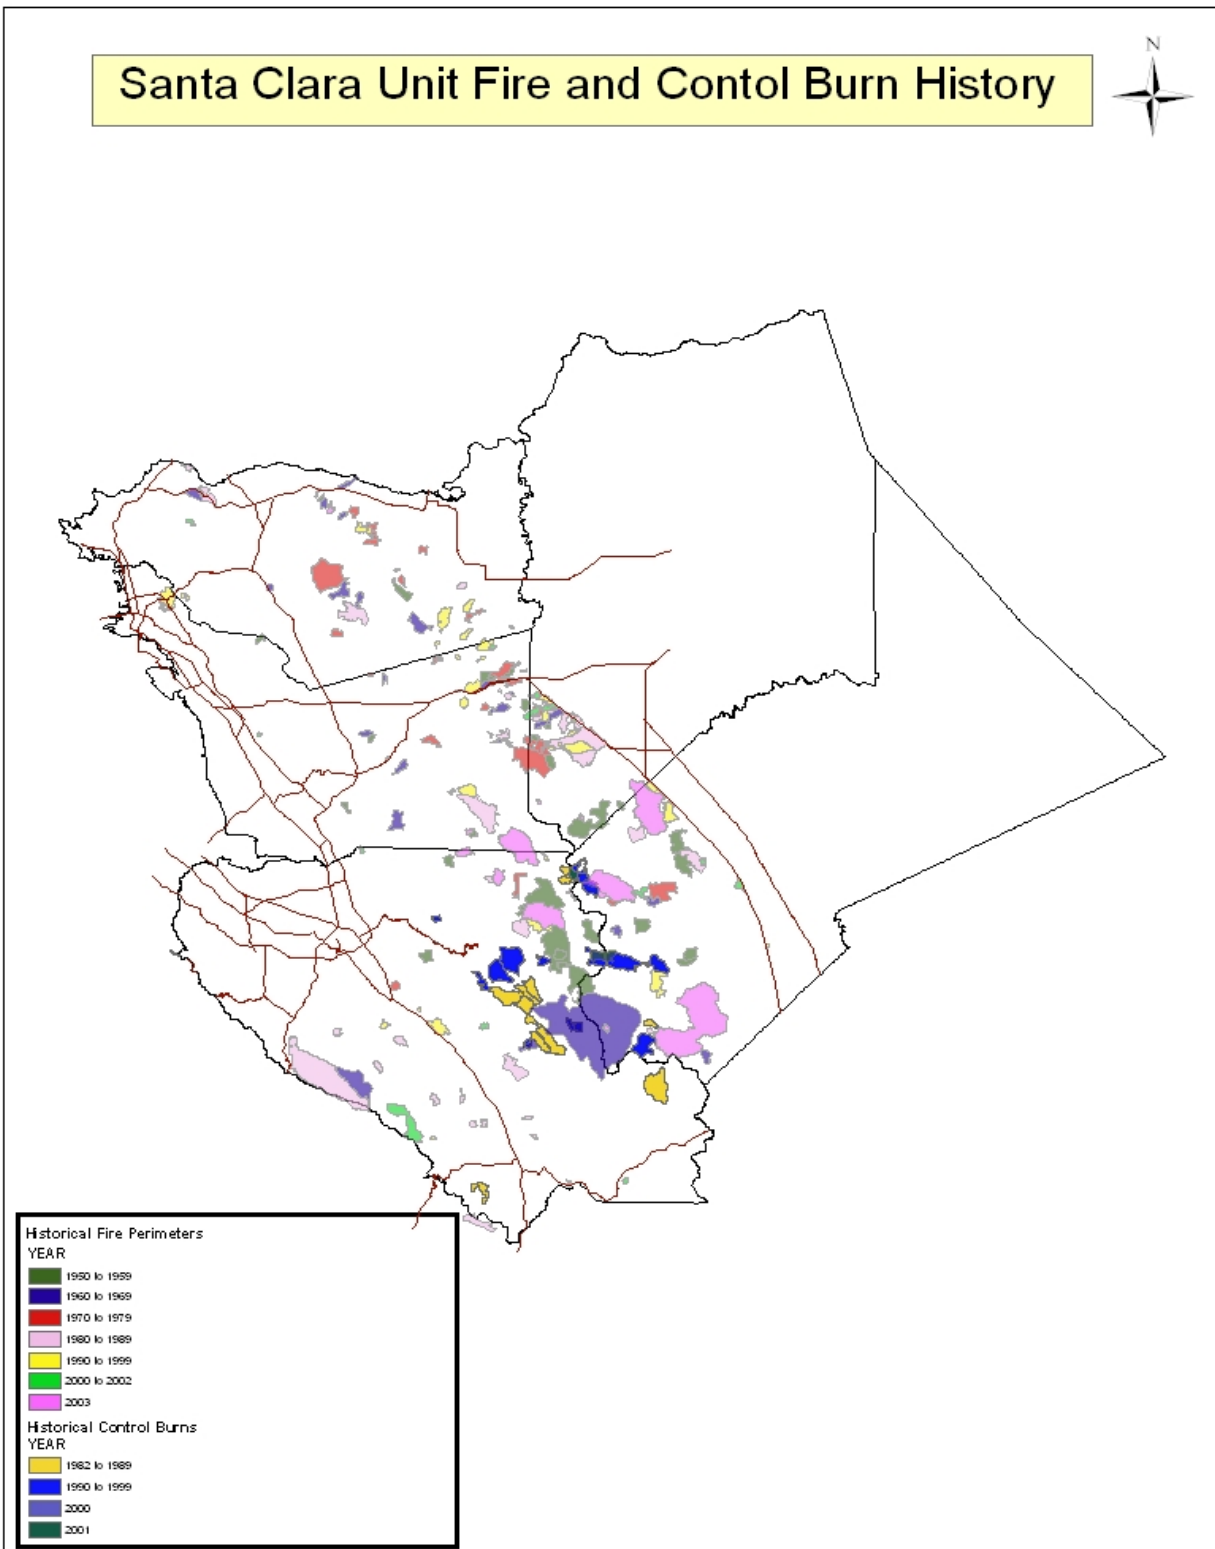 N
Santa Clara Unit Fire and Contol Burn History
Historical Fire Perimeters
YEAR
1950 to 1959
1960 to 1969
1970 to 1979
1980 to 1989
1990 to 1999
2000 to 2002
2003
Historical Control Burns
YEAR
1982 to 1989
1990 to 1999
2000
2001